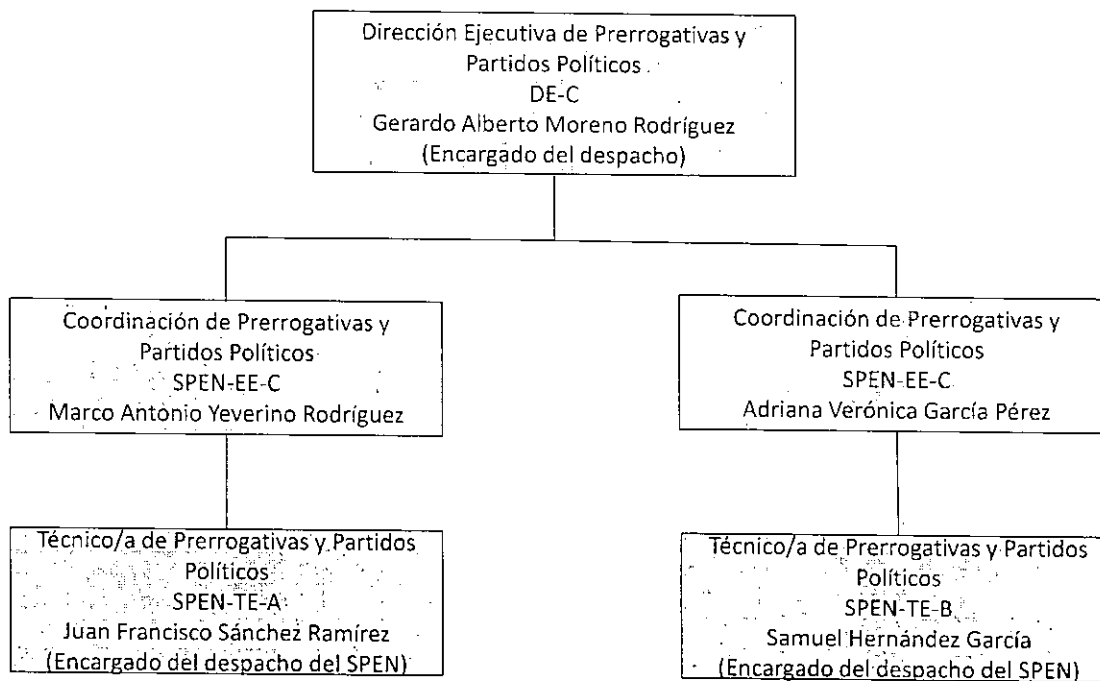 Dirección Ejecutiva de Prerrogativas y
Partidos Políticos
DE-C
Gerardo Alberto Moreno Rodríguez
(Encargado del despacho)
Coordinación de Prerrogativas y
Partidos Políticos
SPEN-EE-C
Marco Antonio Yeverino Rodríguez
Coordinación de Prerrogativas y
Partidos Políticos
SPEN-EE-C
Adriana Verónica García Pérez
Técnico/a de Prerrogativas y Partidos
Políticos
SPEN-TE-A
Juan Francisco Sánchez Ramírez
(Encargado del despacho del SPEN)
Técnico/a de Prerrogativas y Partidos
Políticos
SPEN-TE-B
Samuel Hernández García
(Encargado del despacho del SPEN)